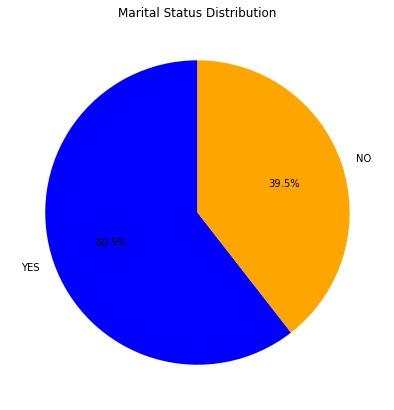 Marital Status Distribution
NO
39.5%
60.5%
YES